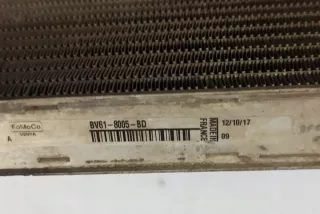 FoMoCo
A
BV61-8005-BD
MADE IN
FRANCE
12/10/17
09